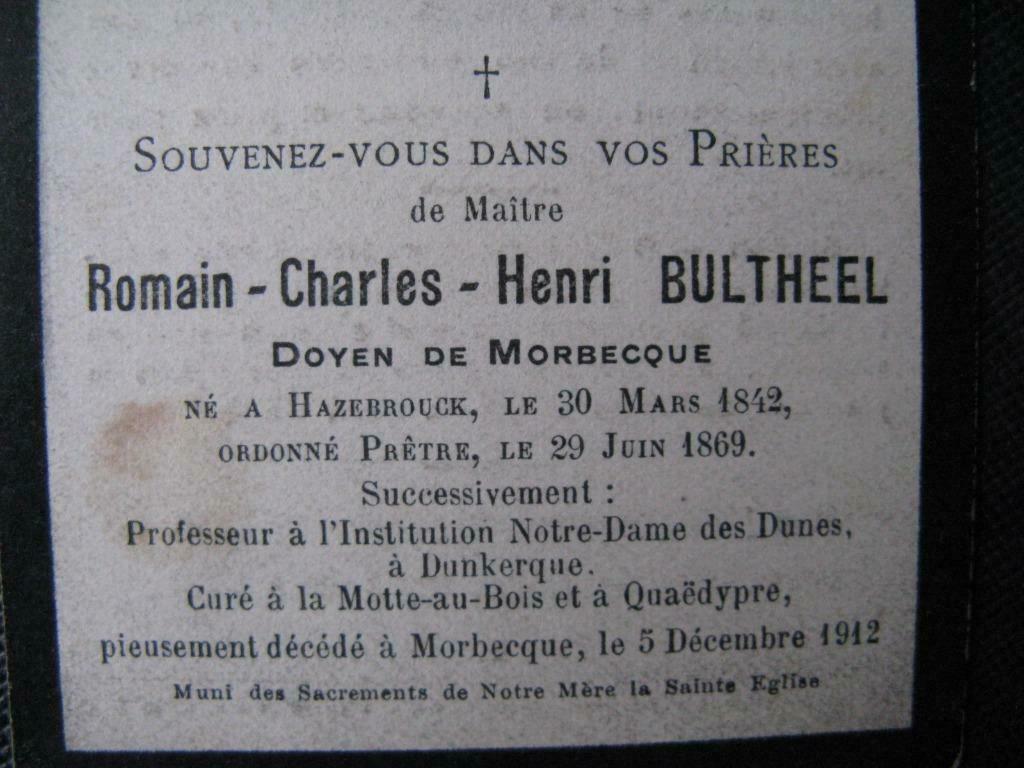 †
SOUVENEZ-VOUS DANS VOS PRIÈRES
de Maître
Romain - Charles - Henri BULTHEEL
DOYEN DE MORBECQUE
NÉ A HAZEBROUCK, LE 30 MARS 1842,
ORDONNÉ PRÊTRE, LE 29 JUIN 1869.
Successivement :
Professeur à l'Institution Notre-Dame des Dunes,
à Dunkerque.
Curé à la Motte-au-Bois et à Quaëdypre,
pieusement décédé à Morbecque, le 5 Décembre 1912
Muni des Sacrements de Notre Mère la Sainte Eglise